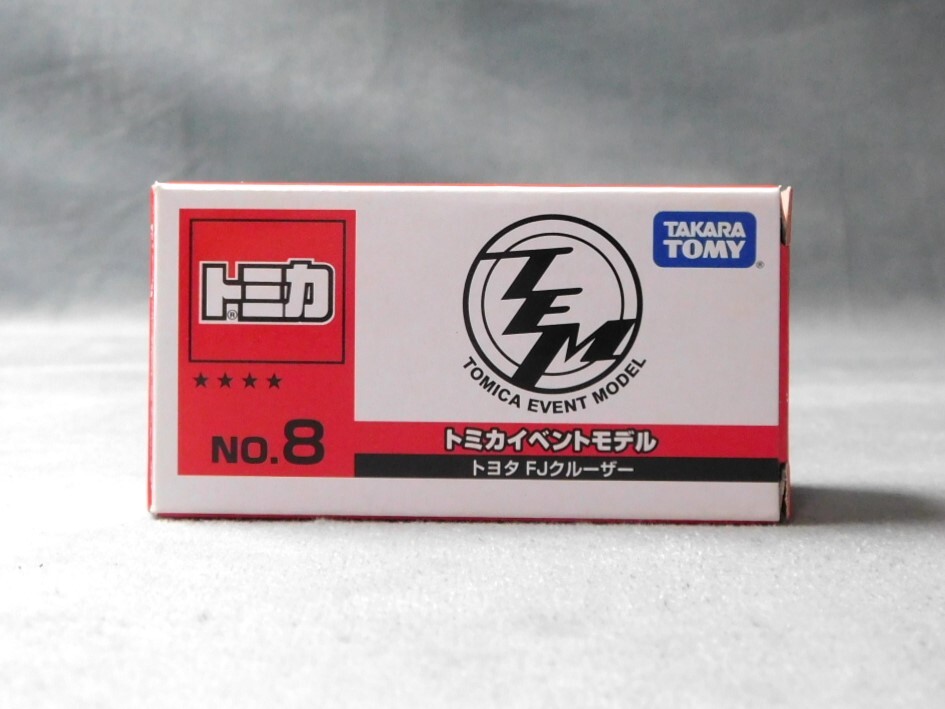 トミカ®
★★★★
NO.8
TEM
TOMICA EVENT MODEL
TAKARA
TOMY®
トミカイベントモデル
トヨタ FJクルーザー